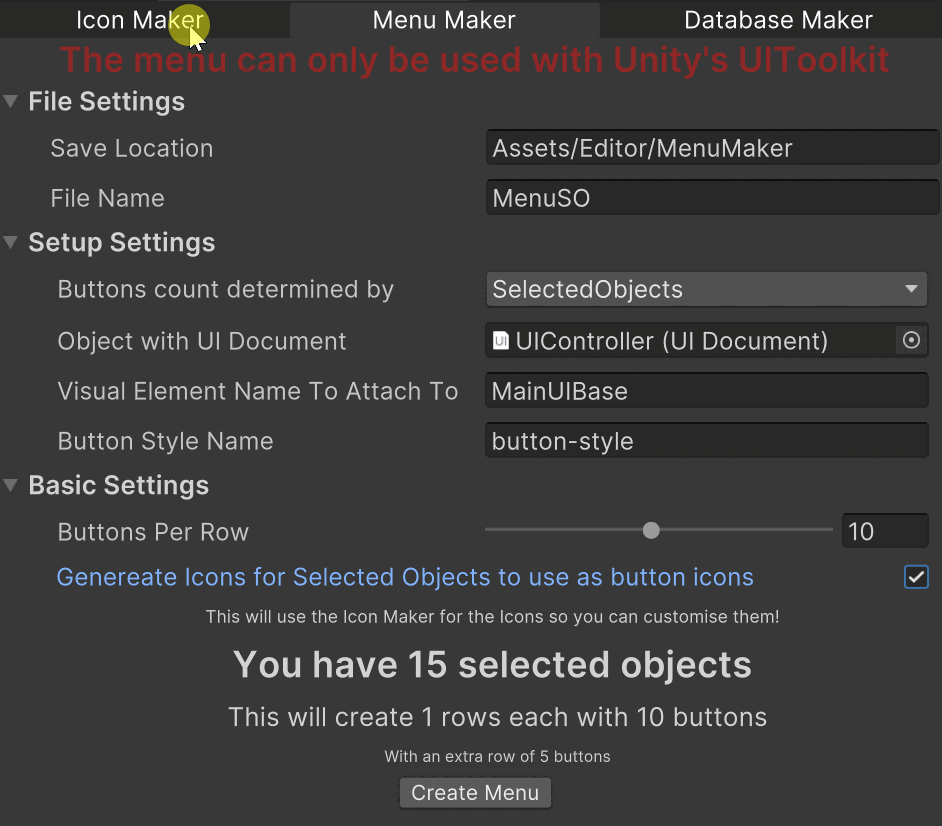 Icon Maker Menu Maker Database Maker
The menu can only be used with Unity's UIToolkit
File Settings
Save Location Assets/Editor/MenuMaker
File Name MenuSO
Setup Settings
Buttons count determined by SelectedObjects
Object with UI Document UIController (UI Document)
Visual Element Name To Attach To MainUIBase
Button Style Name button-style
Basic Settings
Buttons Per Row 10
Genereate Icons for Selected Objects to use as button icons
This will use the Icon Maker for the Icons so you can customise them!
You have 15 selected objects
This will create 1 rows each with 10 buttons
With an extra row of 5 buttons
Create Menu